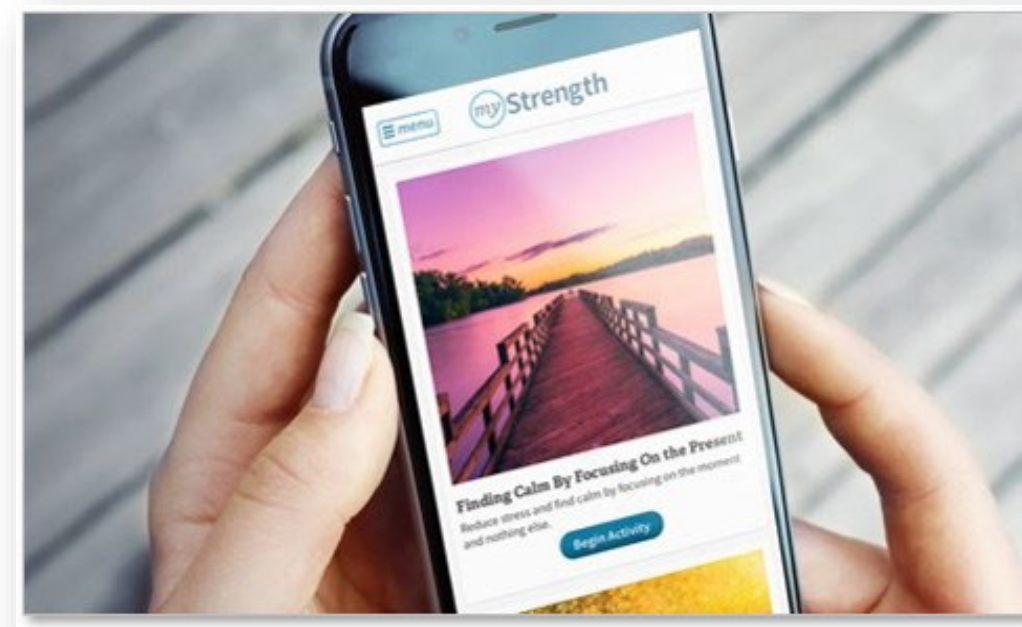 menu
myStrength
Finding Calm By Focusing On the Present
Reduce stress and find calm by focusing on the moment
and nothing else.
Begin Activity